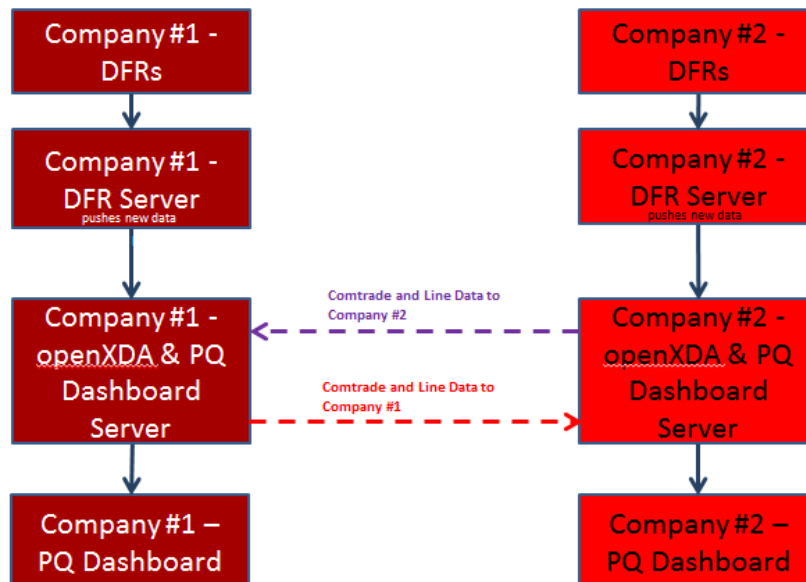 Company #1 -
DFRs
Company #2 -
DFRs
Company #1 -
DFR Server
pushes new data
Company #2 -
DFR Server
pushes new data
Company #1 -
openXDA & PQ
Dashboard
Server
Comtrade and Line Data to
Company #2
Comtrade and Line Data to
Company #1
Company #2 -
openXDA & PQ
Dashboard
Server
Company #1 –
PQ Dashboard
Company #2 –
PQ Dashboard